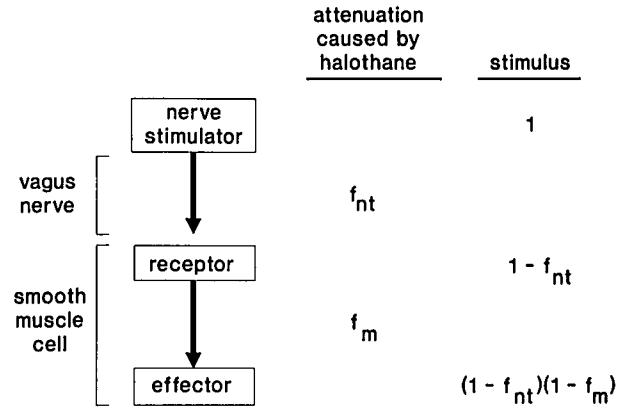 attenuation
caused by
halothane
stimulus
nerve
stimulator
1
vagus
nerve
f_nt
receptor
1 - f_nt
smooth
muscle
cell
f_m
effector
(1 - f_nt)(1 - f_m)